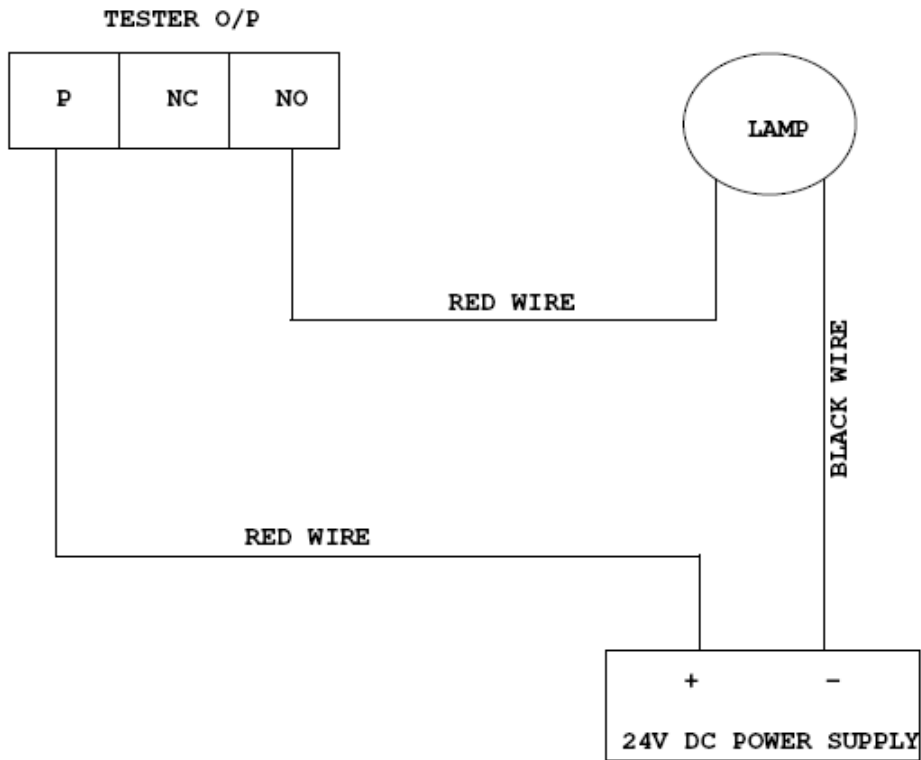 TESTER O/P
P NC NO
LAMP
RED WIRE
BLACK WIRE
RED WIRE
+ -
24V DC POWER SUPPLY